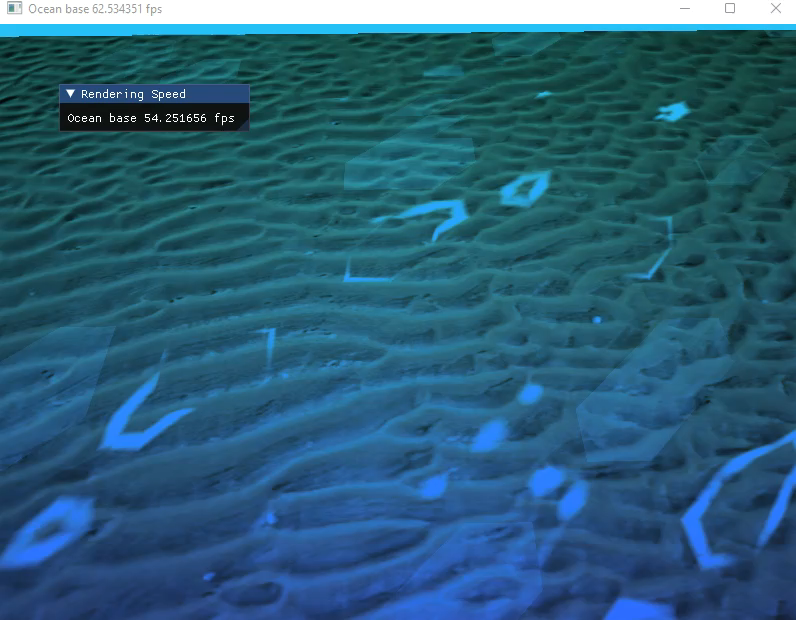 Ocean base 62.534351 fps
Rendering Speed
Ocean base 54.251656 fps